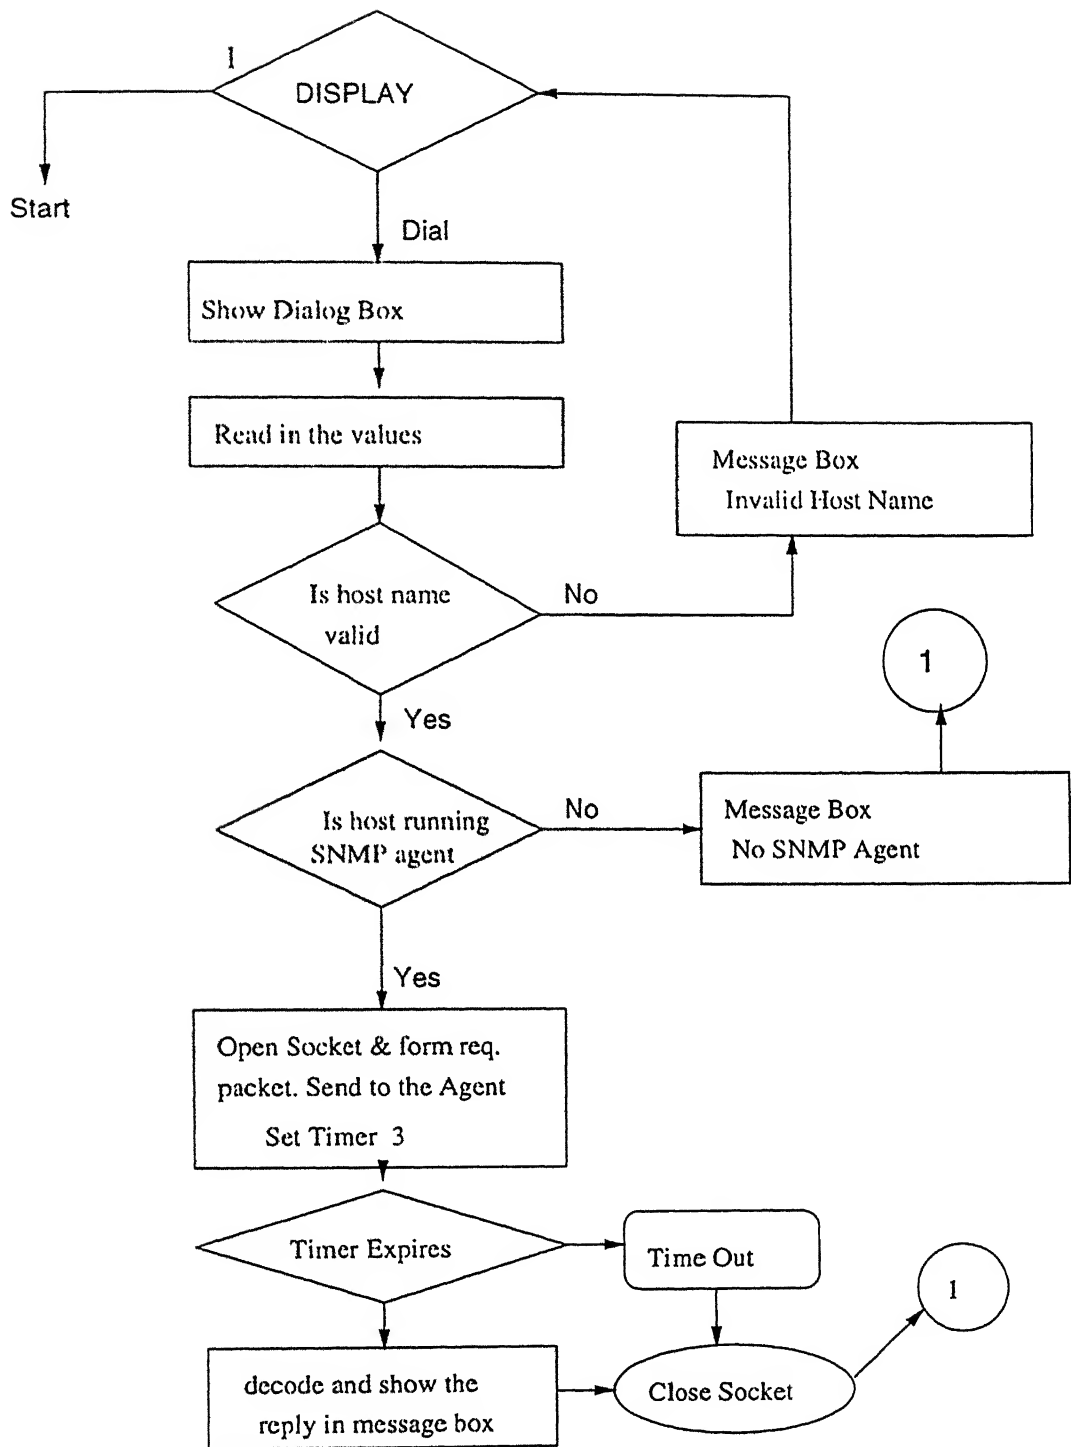 1
DISPLAY
Start
Dial
Show Dialog Box
Read in the values
Message Box
Invalid Host Name
Is host name
valid
No
1
Yes
Is host running
SNMP agent
No
Message Box
No SNMP Agent
Yes
Open Socket & form req.
packet. Send to the Agent
Set Timer 3
Timer Expires
Time Out
1
decode and show the
reply in message box
Close Socket